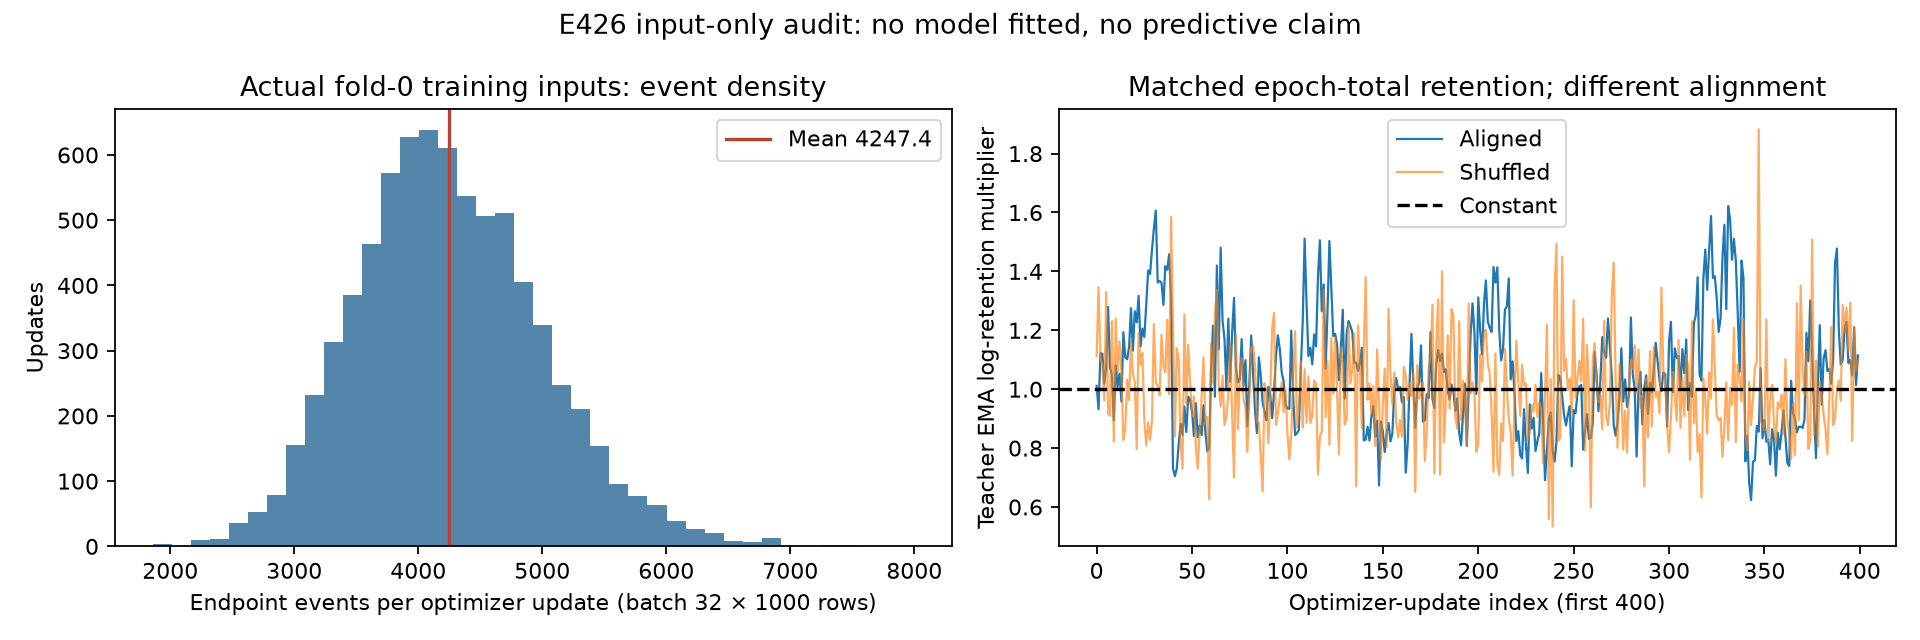 E426 input-only audit: no model fitted, no predictive claim
Actual fold-0 training inputs: event density
Mean 4247.4
Updates
600
500
400
300
200
100
0
2000 3000 4000 5000 6000 7000 8000
Endpoint events per optimizer update (batch 32 × 1000 rows)
Matched epoch-total retention; different alignment
Aligned
Shuffled
Constant
Teacher EMA log-retention multiplier
1.8
1.6
1.4
1.2
1.0
0.8
0.6
0 50 100 150 200 250 300 350 400
Optimizer-update index (first 400)